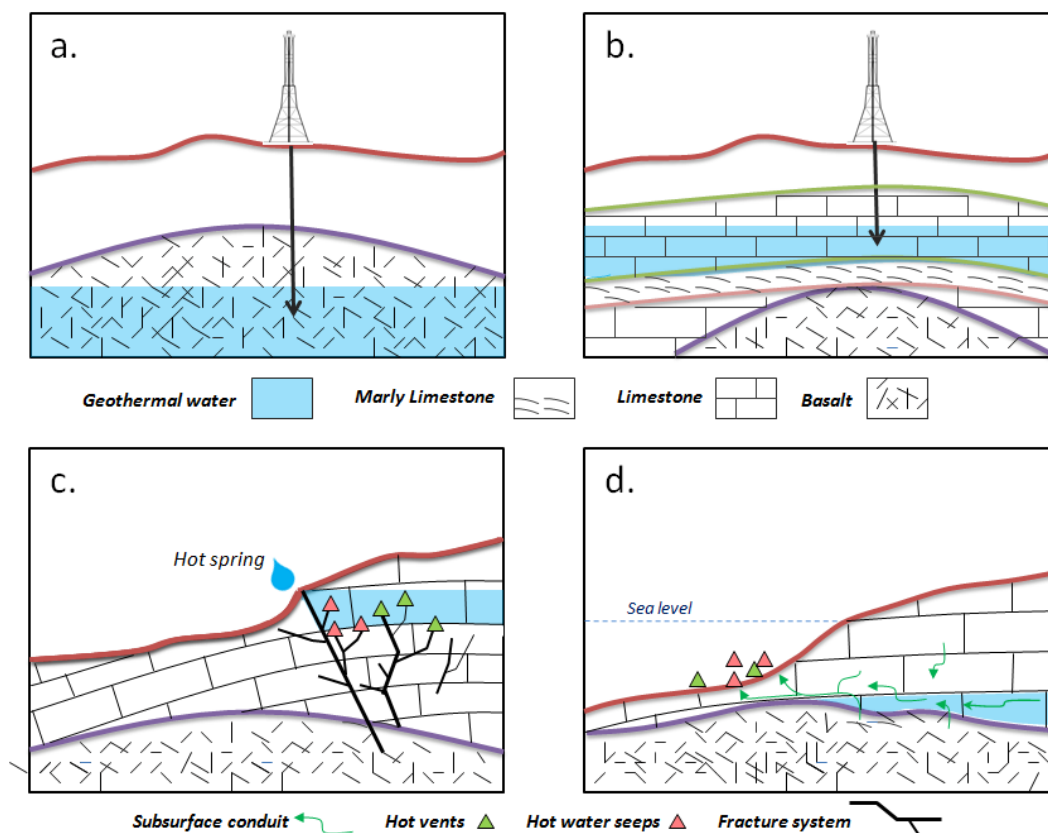 a.
b.
Geothermal water
Marly Limestone
Limestone
Basalt
c.
Hot spring
d.
Sea level
Subsurface conduit
Hot vents
Hot water seeps
Fracture system